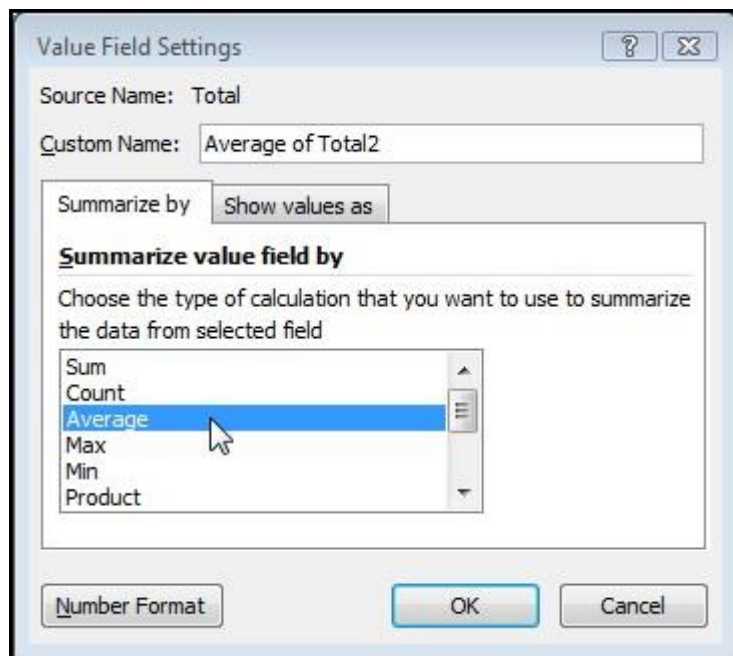 Value Field Settings
Source Name: Total
Custom Name: Average of Total2
Summarize by Show values as
Summarize value field by
Choose the type of calculation that you want to use to summarize
the data from selected field
Sum
Count
Average
Max
Min
Product
Number Format OK Cancel